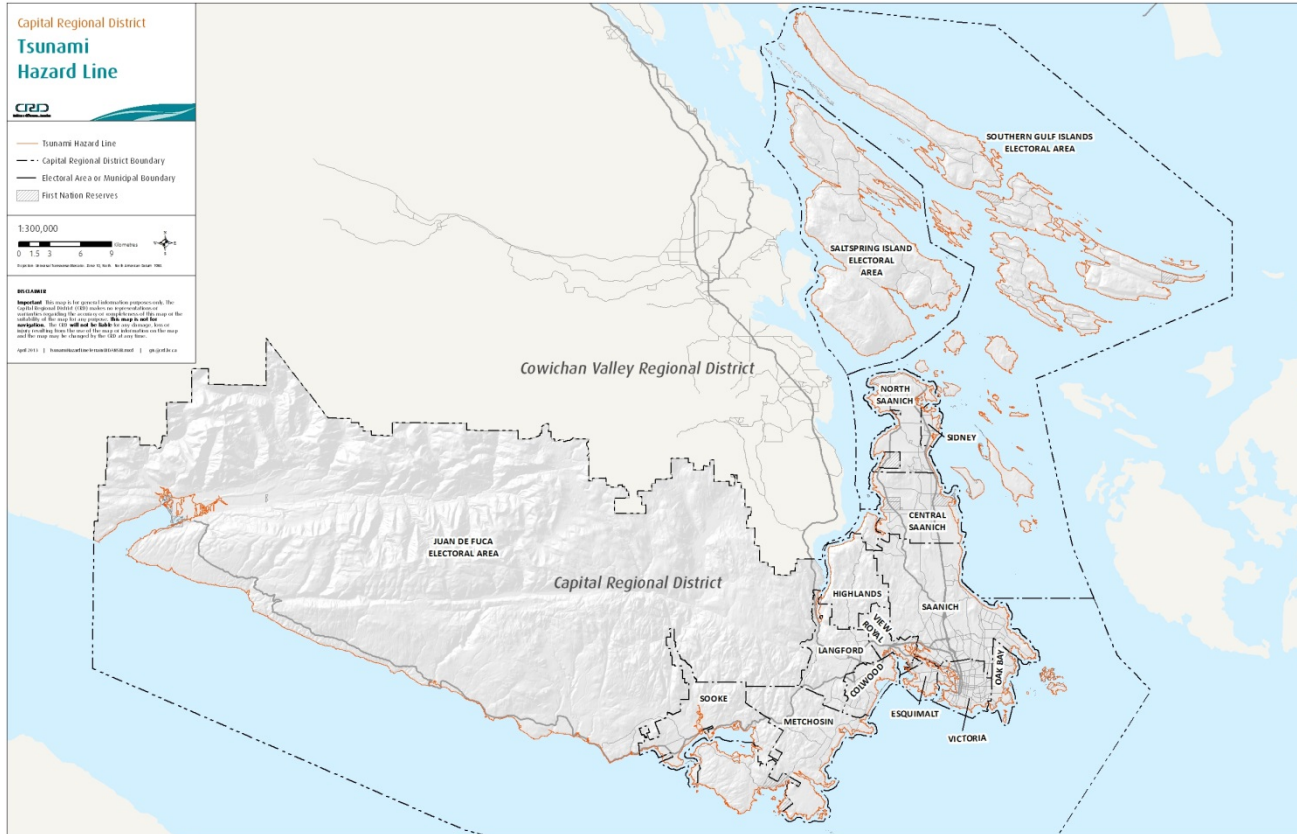 Capital Regional District
Tsunami
Hazard Line
CRD
Tsunami Hazard Line
Capital Regional District Boundary
Electoral Area or Municipal Boundary
First Nation Reserves
1:300,000
Kilometres
0 1.5 3 6 9
DISCLAIMER
Important This map is for general information purposes only. The
Capital Regional District (CRD) makes no representations or
warranties regarding the accuracy or completeness of this map or the
suitability of the map for any purpose. This map is not for
navigation. The CRD will not be liable for any damage, loss or
injury resulting from the use of the map or information on the map
and the map may be changed by the CRD at any time.
SOUTHERN GULF ISLANDS
ELECTORAL AREA
SALTSPRING ISLAND
ELECTORAL
AREA
Cowichan Valley Regional District
NORTH
SAANICH
SIDNEY
CENTRAL
SAANICH
JUAN DE FUCA
ELECTORAL AREA
Capital Regional District
HIGHLANDS
SAANICH
VIEW
ROYAL
LANGFORD
COLWOOD
OAK BAY
SOOKE
METCHOSIN
ESQUIMALT
VICTORIA